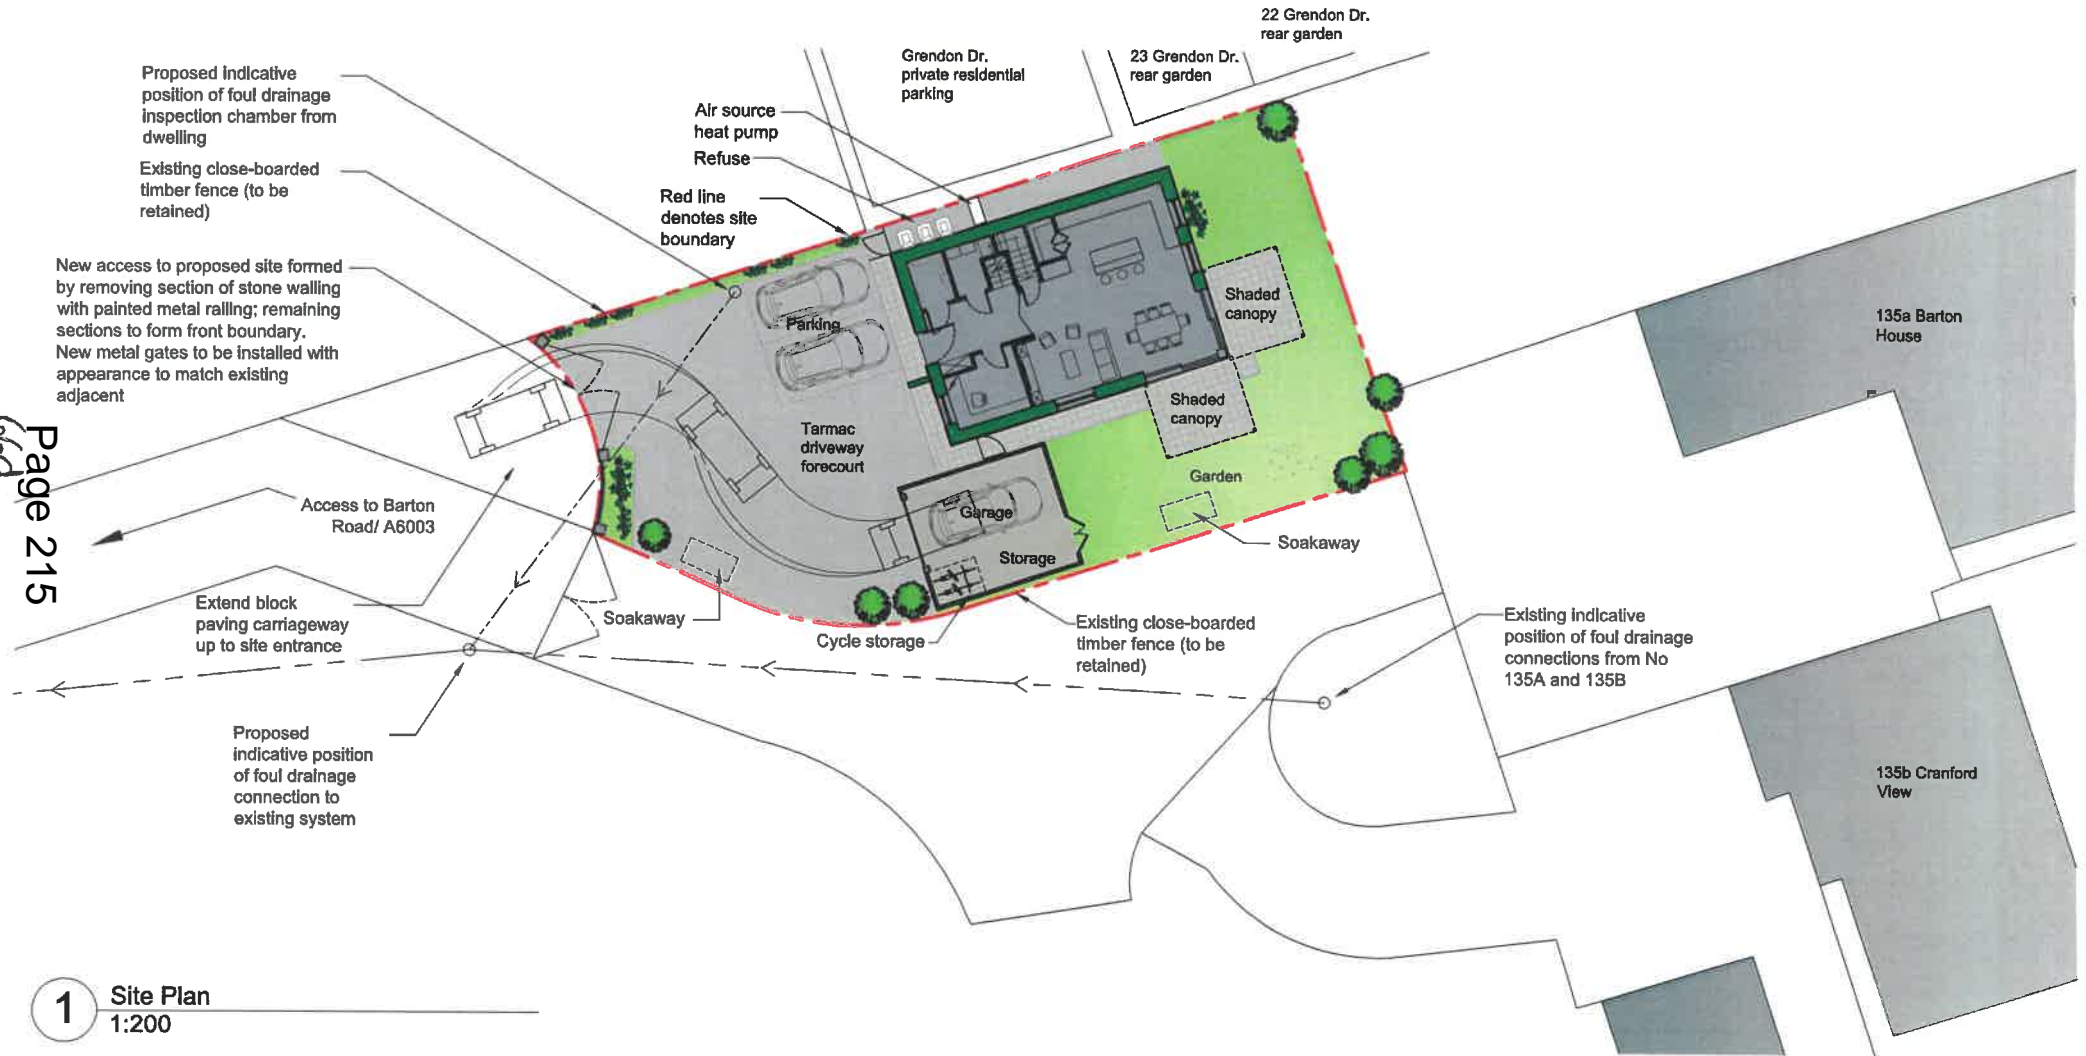 22 Grendon Dr.
rear garden
Grendon Dr.
private residential
parking
23 Grendon Dr.
rear garden
Proposed indicative
position of foul drainage
inspection chamber from
dwelling
Air source
heat pump
Refuse
Existing close-boarded
timber fence (to be
retained)
Red line
denotes site
boundary
New access to proposed site formed
by removing section of stone walling
with painted metal railing; remaining
sections to form front boundary.
New metal gates to be installed with
appearance to match existing
adjacent
Parking
Shaded
canopy
135a Barton
House
Shaded
canopy
Tarmac
driveway
forecourt
Page 215
Garden
Access to Barton
Road/ A6003
Garage
Storage
Soakaway
Extend block
paving carriageway
up to site entrance
Soakaway
Cycle storage
Existing close-boarded
timber fence (to be
retained)
Existing indicative
position of foul drainage
connections from No
135A and 135B
Proposed
indicative position
of foul drainage
connection to
existing system
135b Cranford
View
1
Site Plan
1:200